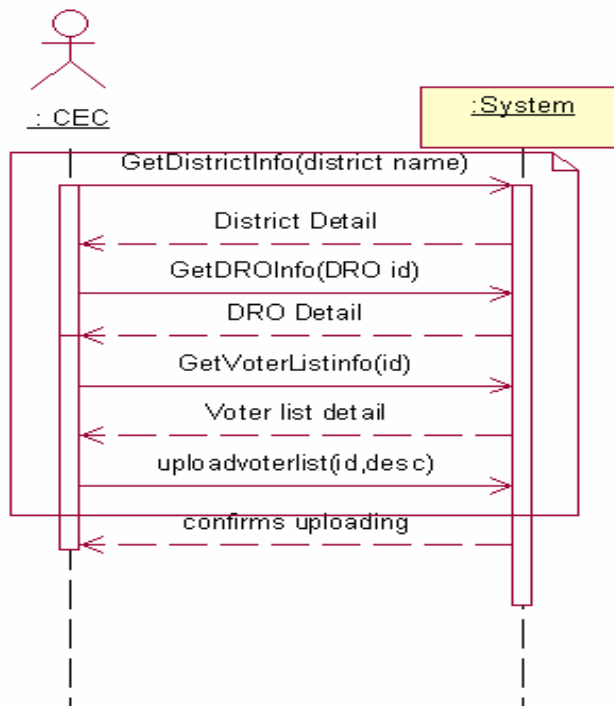 : CEC
:System
GetDistrictInfo(district name)
District Detail
GetDROInfo(DRO id)
DRO Detail
GetVoterListinfo(id)
Voter list detail
uploadvoterlist(id,desc)
confirms uploading